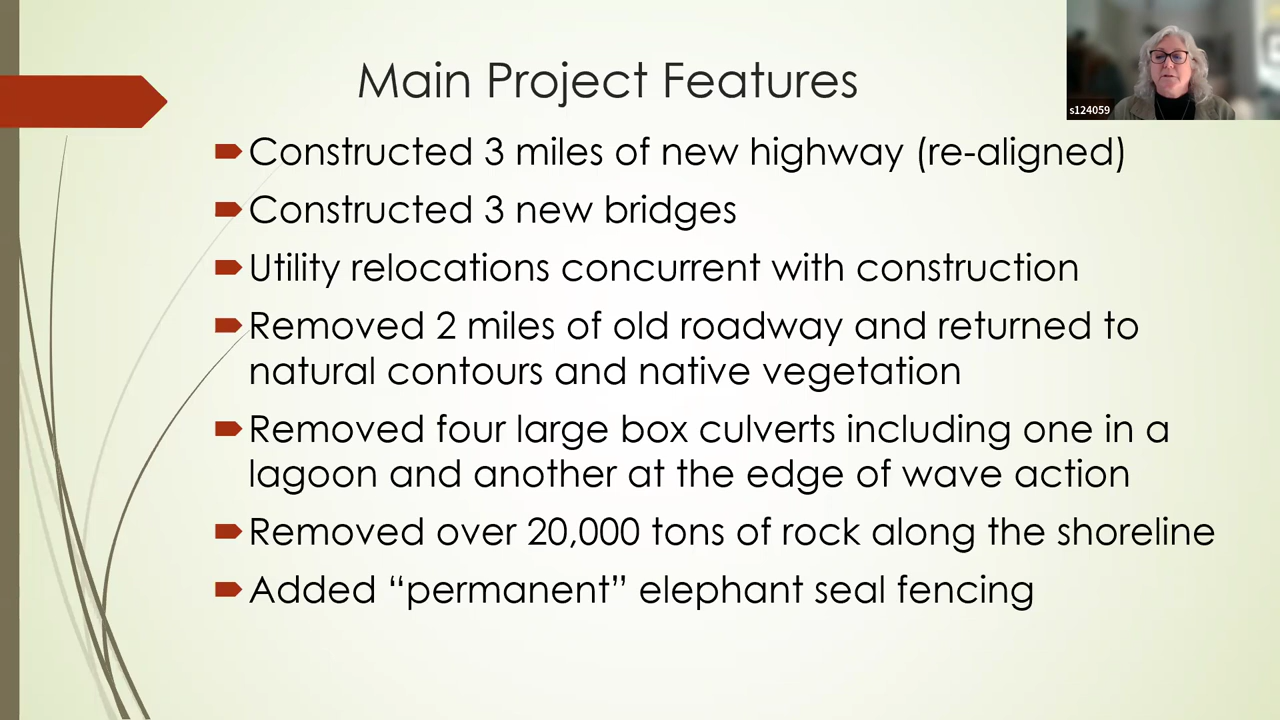 Main Project Features
s124059
Constructed 3 miles of new highway (re-aligned)
Constructed 3 new bridges
Utility relocations concurrent with construction
Removed 2 miles of old roadway and returned to
natural contours and native vegetation
Removed four large box culverts including one in a
lagoon and another at the edge of wave action
Removed over 20,000 tons of rock along the shoreline
Added “permanent” elephant seal fencing